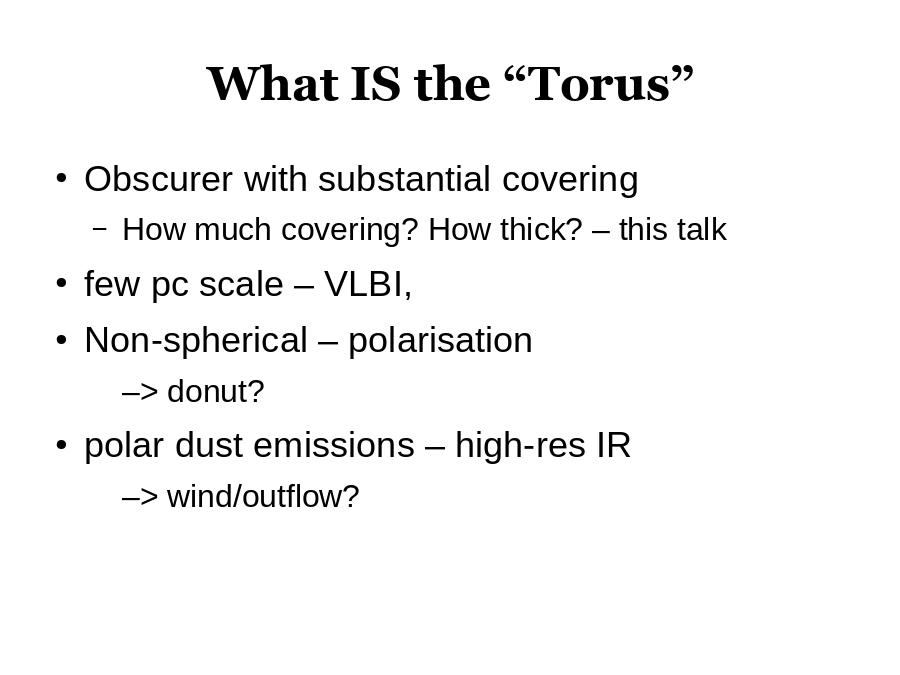 What IS the “Torus”
• Obscurer with substantial covering
– How much covering? How thick? – this talk
• few pc scale – VLBI,
• Non-spherical – polarisation
–> donut?
• polar dust emissions – high-res IR
–> wind/outflow?